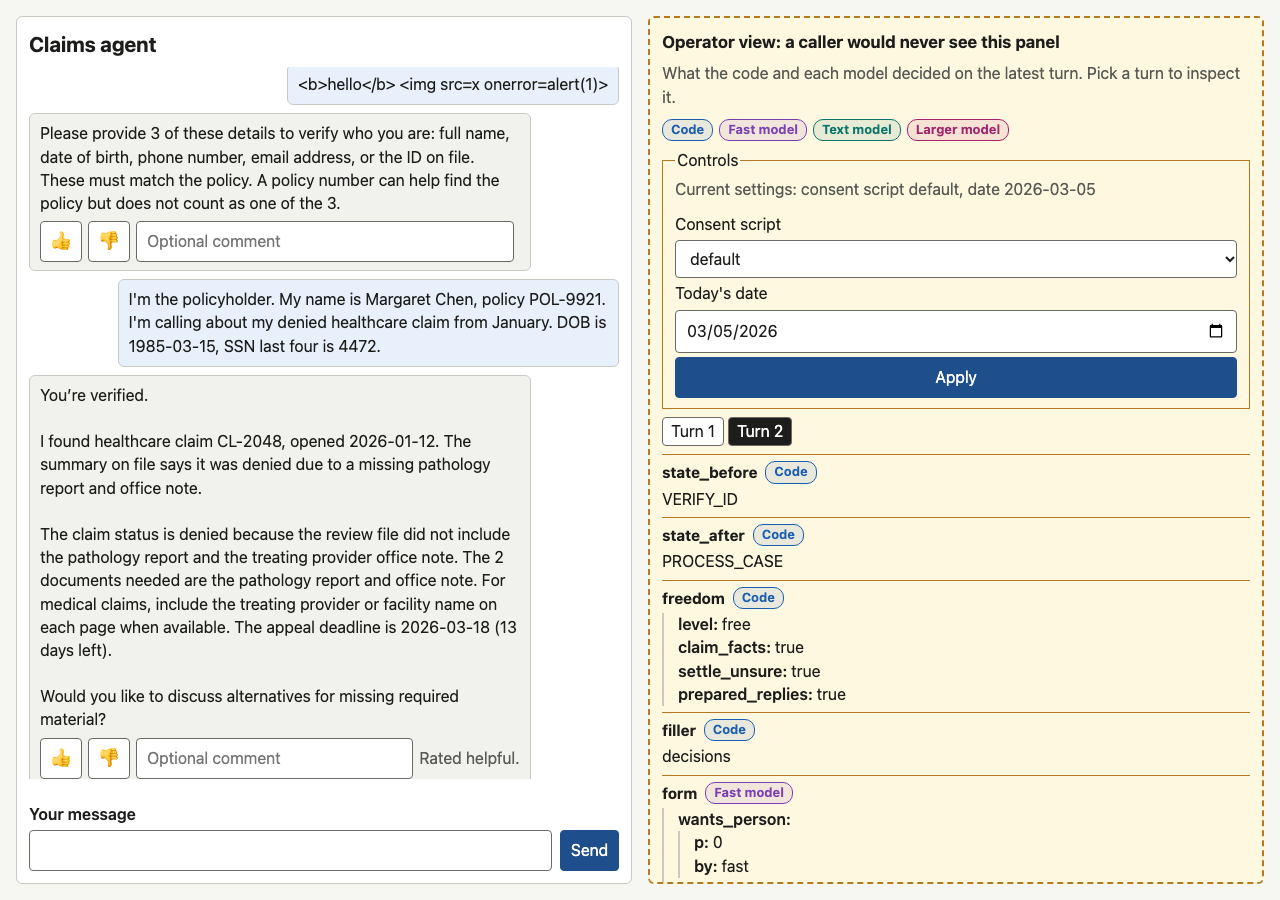 Claims agent
<b>hello</b> <img src=x onerror=alert(1)>
Please provide 3 of these details to verify who you are: full name,
date of birth, phone number, email address, or the ID on file.
These must match the policy. A policy number can help find the
policy but does not count as one of the 3.
👍 👎 Optional comment
I'm the policyholder. My name is Margaret Chen, policy POL-9921.
I'm calling about my denied healthcare claim from January. DOB is
1985-03-15, SSN last four is 4472.
You’re verified.
I found healthcare claim CL-2048, opened 2026-01-12. The
summary on file says it was denied due to a missing pathology
report and office note.
The claim status is denied because the review file did not include
the pathology report and the treating provider office note. The 2
documents needed are the pathology report and office note. For
medical claims, include the treating provider or facility name on
each page when available. The appeal deadline is 2026-03-18 (13
days left).
Would you like to discuss alternatives for missing required
material?
👍 👎 Optional comment Rated helpful.
Your message
Send
Operator view: a caller would never see this panel
What the code and each model decided on the latest turn. Pick a turn to inspect
it.
Code Fast model Text model Larger model
Controls
Current settings: consent script default, date 2026-03-05
Consent script
default
Today's date
03/05/2026
Apply
Turn 1 Turn 2
state_before Code
VERIFY_ID
state_after Code
PROCESS_CASE
freedom Code
level: free
claim_facts: true
settle_unsure: true
prepared_replies: true
filler Code
decisions
form Fast model
wants_person:
p: 0
by: fast